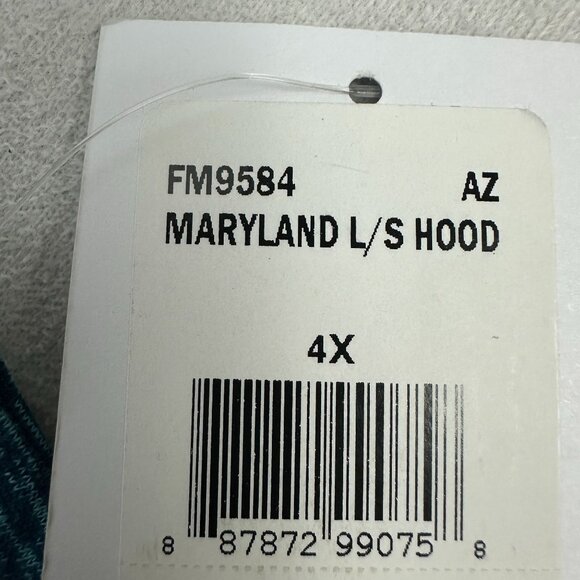 FM9584 AZ
MARYLAND L/S HOOD
4X
8 87872 99075 8